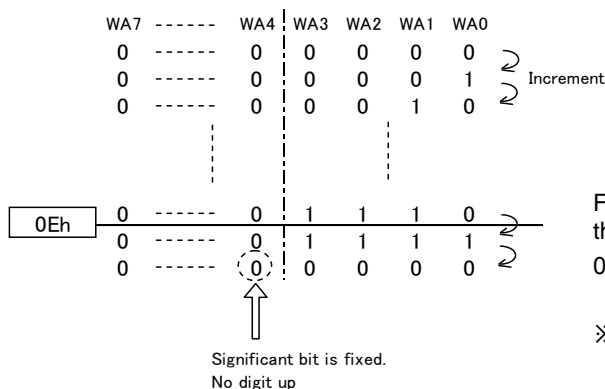 WA7 ------ WA4 WA3 WA2 WA1 WA0
0 ------ 0 0 0 0 0
0 ------ 0 0 0 0 1
Increment
0 ------ 0 0 0 1 0
0 ------ 0 1 1 1 0
0Eh
0 ------ 0 1 1 1 1
0 ------ 0 0 0 0 0
Significant bit is fixed.
No digit up
F
th
0
※